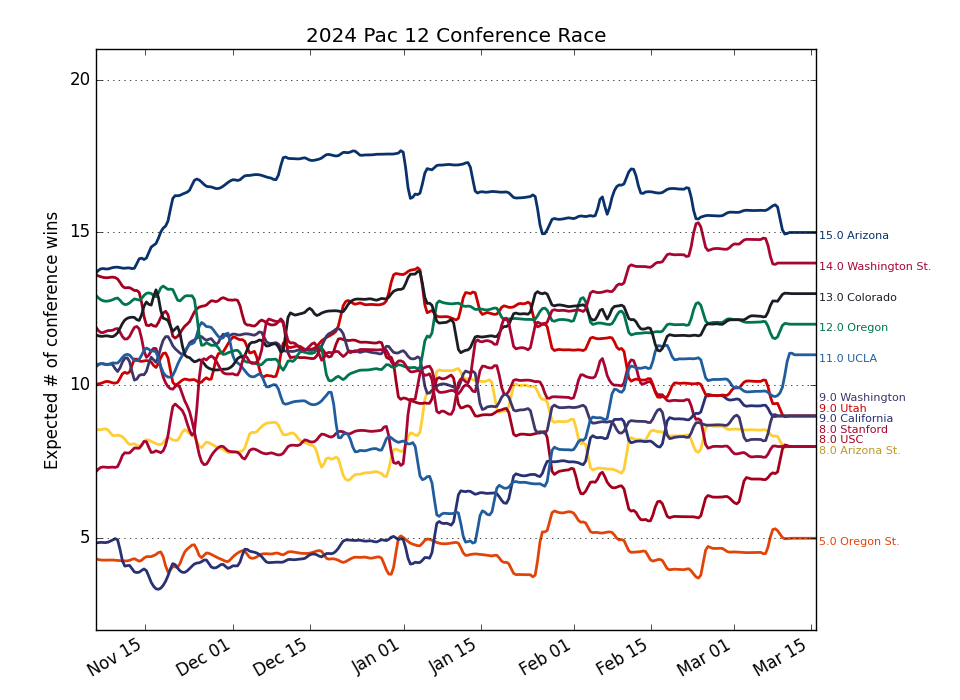 2024 Pac 12 Conference Race
Expected # of conference wins
20
15
10
5
15.0 Arizona
14.0 Washington St.
13.0 Colorado
12.0 Oregon
11.0 UCLA
9.0 Washington
9.0 Utah
9.0 California
8.0 Stanford
8.0 USC
8.0 Arizona St.
5.0 Oregon St.
Nov 15
Dec 01
Dec 15
Jan 01
Jan 15
Feb 01
Feb 15
Mar 01
Mar 15